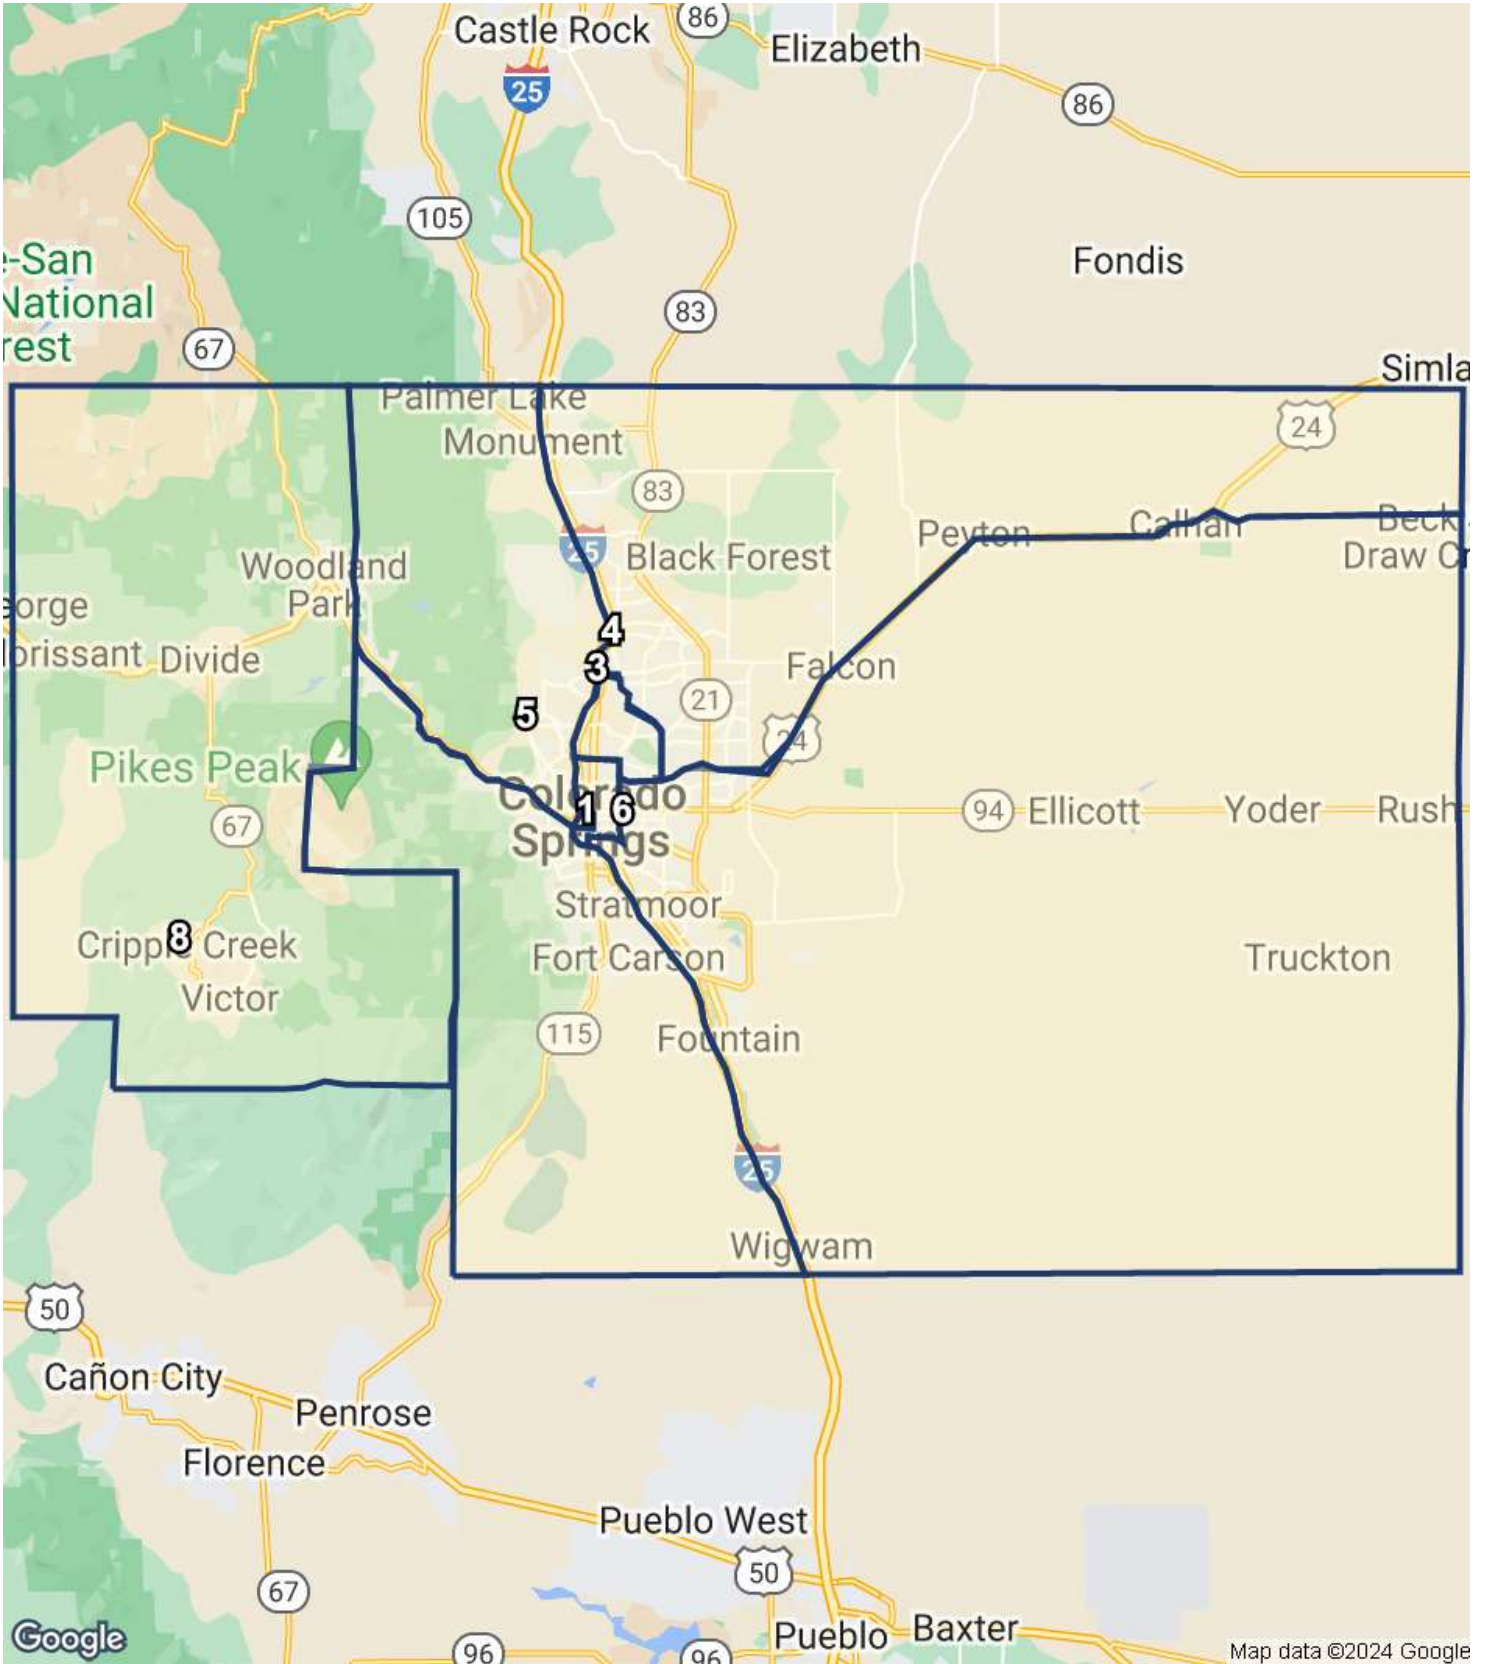 Castle Rock
86
Elizabeth
25
86
105
Fondis
-San
National
rest
83
67
Simla
Palmer Lake
24
Monument
83
Peyton
Calhan
25
Black Forest
Draw
Woodland
Park
eorge
4
lorissant
Divide
3
Falcon
5
21
24
Pikes Peak
Colorado
Springs
1
6
94
Ellicott
Yoder
Rush
67
Stratmoor
8
Cripple Creek
Fort Carson
Truckton
Victor
115
Fountain
25
Wigwam
50
Cañon City
Penrose
Florence
Pueblo West
50
67
Google
Pueblo
Baxter
96
96
Map data ©2024 Google